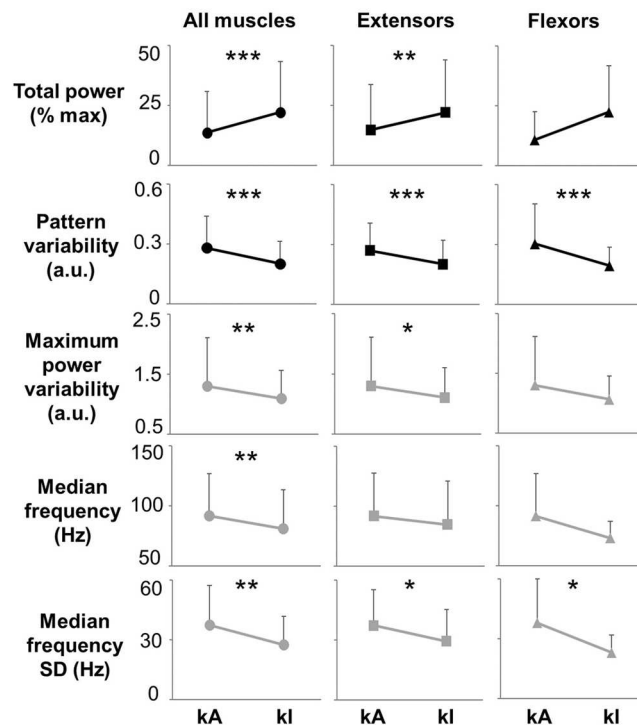 All muscles Extensors Flexors
50
*** **
Total power
(% max)
25
0
0.6
*** *** ***
Pattern
variability
(a.u.)
0.3
0
2.5
** *
Maximum
power
variability
(a.u.)
1.5
0.5
150
**
Median
frequency
(Hz)
100
50
60
** * *
Median
frequency
SD (Hz)
30
0
kA kI kA kI kA kI